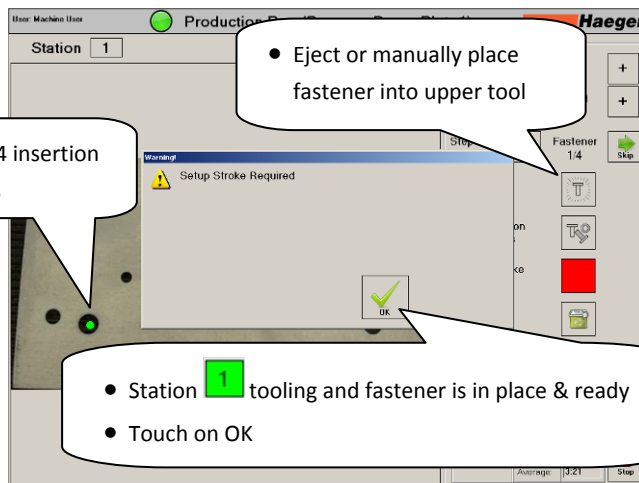 User: Machine User
Production Run
Haeger
Station 1
• Eject or manually place
fastener into upper tool
+
+
4 insertion
Fastener
1/4
Skip
Warning!
Setup Stroke Required
OK
• Station 1 tooling and fastener is in place & ready
• Touch on OK
Average 3:21
Stop